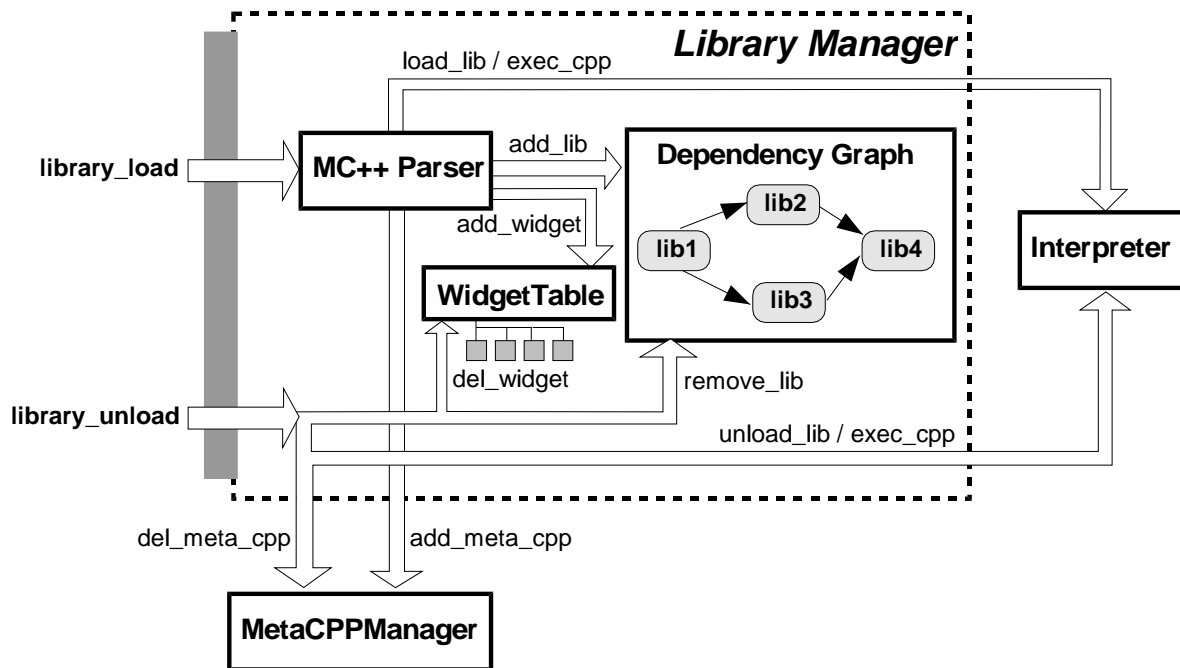 Library Manager
load_lib / exec_cpp
library_load
MC++ Parser
add_lib
Dependency Graph
lib2
add_widget
lib1
lib4
Interpreter
WidgetTable
lib3
del_widget
remove_lib
library_unload
unload_lib / exec_cpp
del_meta_cpp
add_meta_cpp
MetaCPPManager